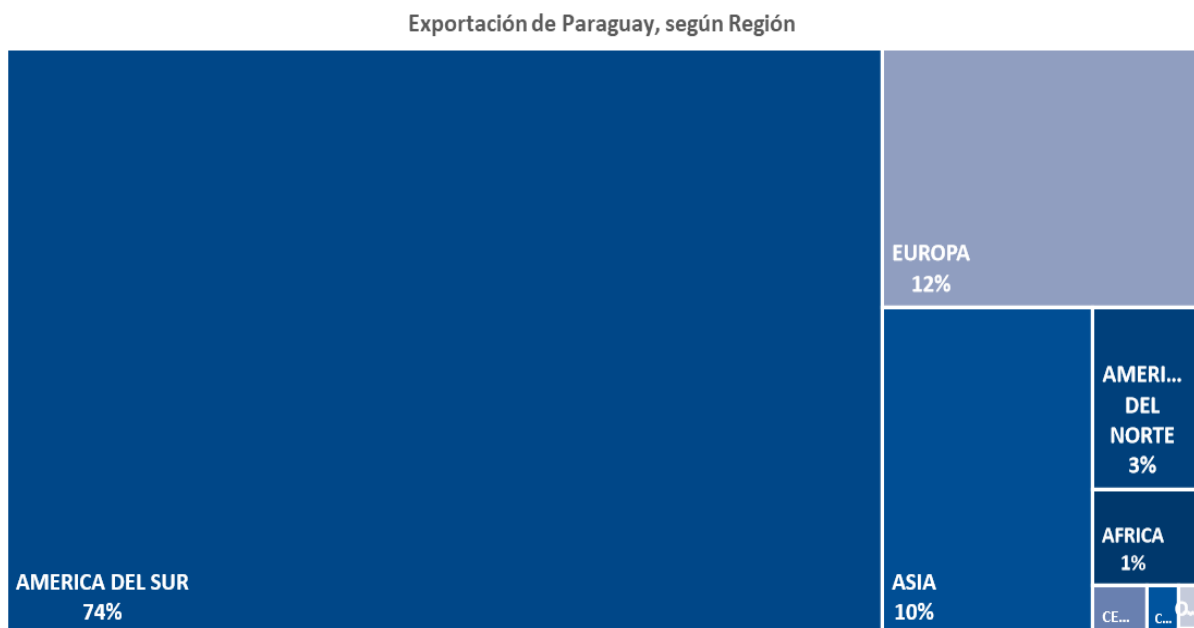 Exportación de Paraguay, según Región
EUROPA
12%
AMERI...
DEL
NORTE
3%
AFRICA
1%
AMERICA DEL SUR
74%
ASIA
10%
CE...
C...